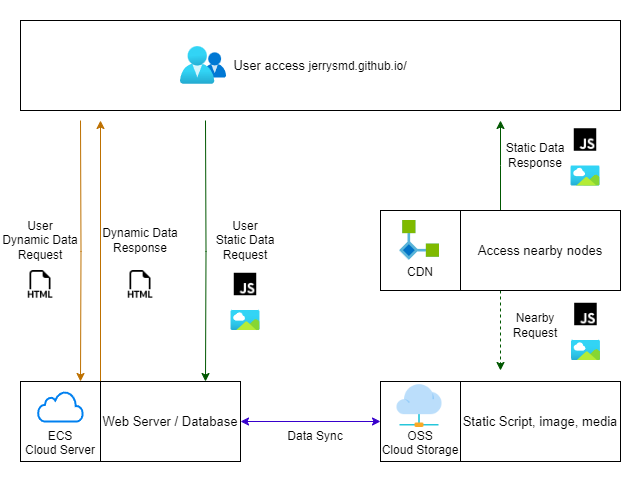 User access jerrysmd.github.io/
Static Data
Response
JS
User
Dynamic Data
Request
HTML
Dynamic Data
Response
HTML
User
Static Data
Request
JS
CDN
Access nearby nodes
Nearby
Request
JS
ECS
Cloud Server
Web Server / Database
Data Sync
OSS
Cloud Storage
Static Script, image, media